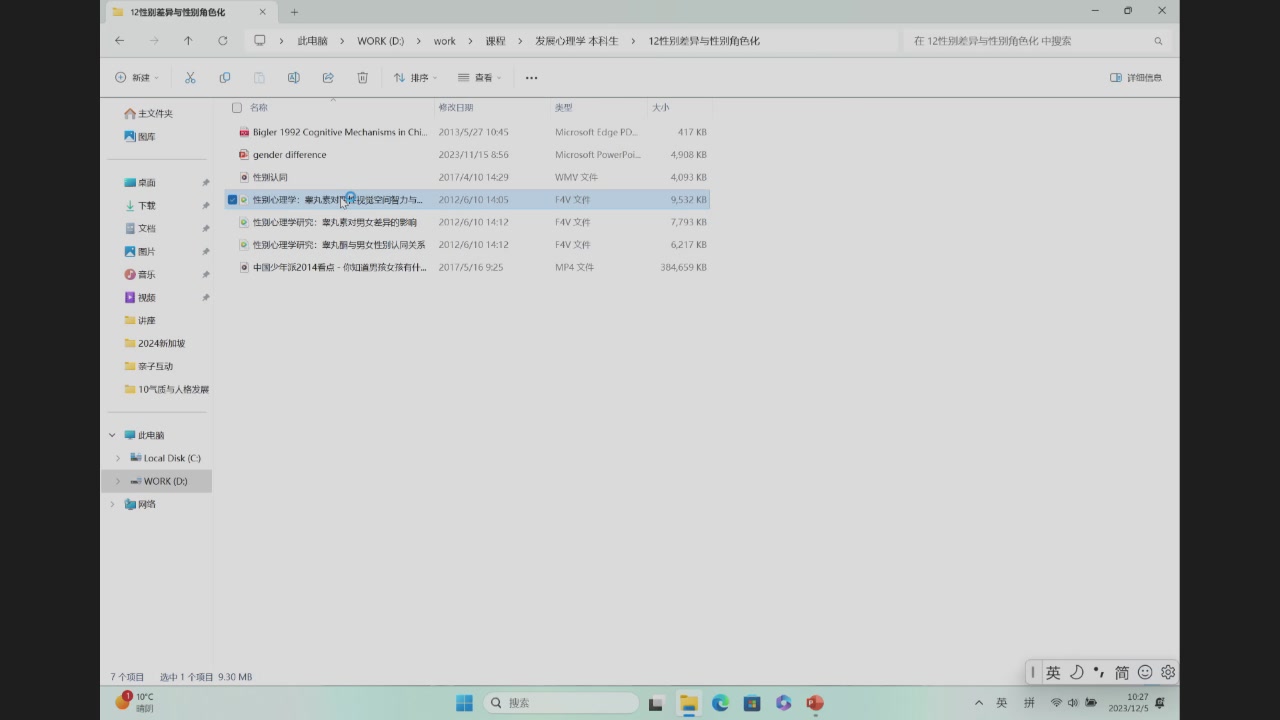 12性别差异与性别角色化
此电脑 WORK (D:) work 课程 发展心理学 本科生 12性别差异与性别角色化
在 12性别差异与性别角色化 中搜索
新建 排序 查看 详细信息
名称 修改日期 类型 大小
Bigler 1992 Cognitive Mechanisms in Chi... 2013/5/27 10:45 Microsoft Edge PD... 417 KB
gender difference 2023/11/15 8:56 Microsoft PowerPoi... 4,908 KB
性别认同 2017/4/10 14:29 WMV 文件 4,093 KB
性别心理学：睾丸素对 视觉空间智力与... 2012/6/10 14:05 F4V 文件 9,532 KB
性别心理学研究：睾丸素对男女差异的影响 2012/6/10 14:12 F4V 文件 7,793 KB
性别心理学研究：睾丸酮与男女性别认同关系 2012/6/10 14:12 F4V 文件 6,217 KB
中国少年派2014看点 - 你知道男孩女孩有什... 2017/5/16 9:25 MP4 文件 384,659 KB
主文件夹
图库
桌面
下载
文档
图片
音乐
视频
讲座
2024新加坡
亲子互动
10气质与人格发展
此电脑
Local Disk (C:)
WORK (D:)
网络
7 个项目 选中 1 个项目 9.30 MB
英 简
1
10°C
晴朗
搜索
英 拼
10:27
2023/12/5